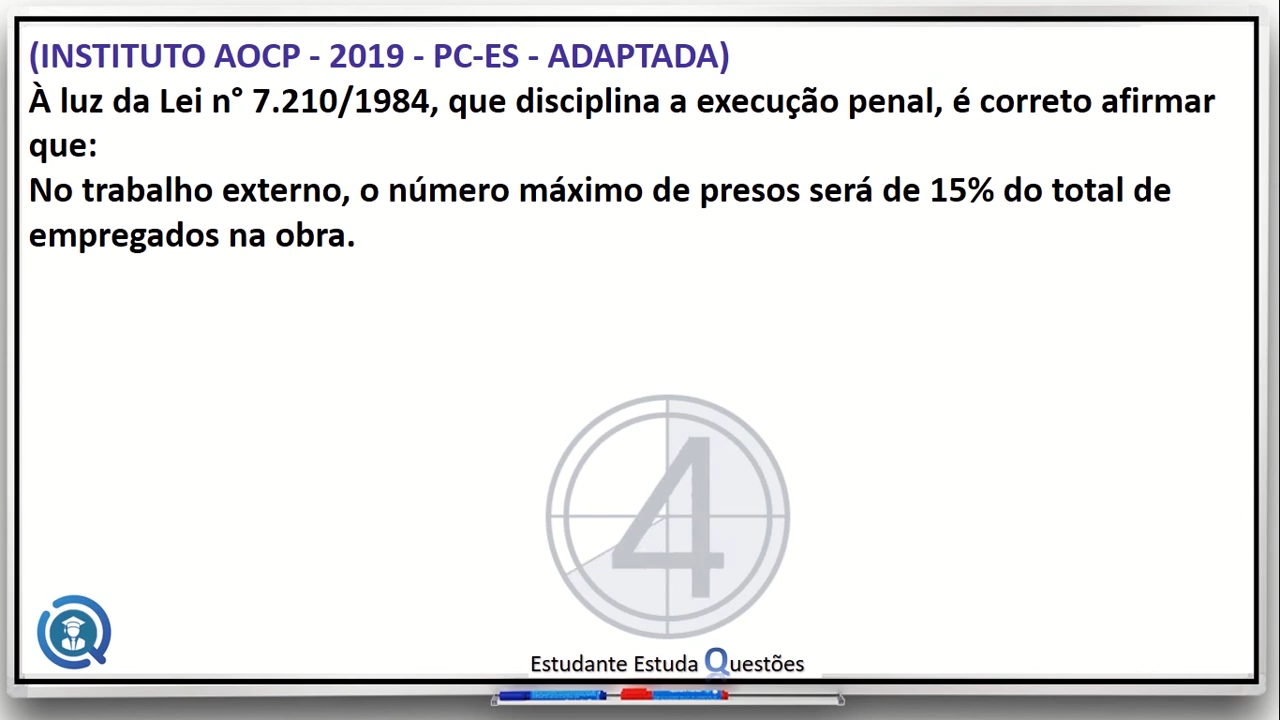 (INSTITUTO AOCP - 2019 - PC-ES - ADAPTADA)
À luz da Lei n° 7.210/1984, que disciplina a execução penal, é correto afirmar
que:
No trabalho externo, o número máximo de presos será de 15% do total de
empregados na obra.
4
Estudante Estuda Questões